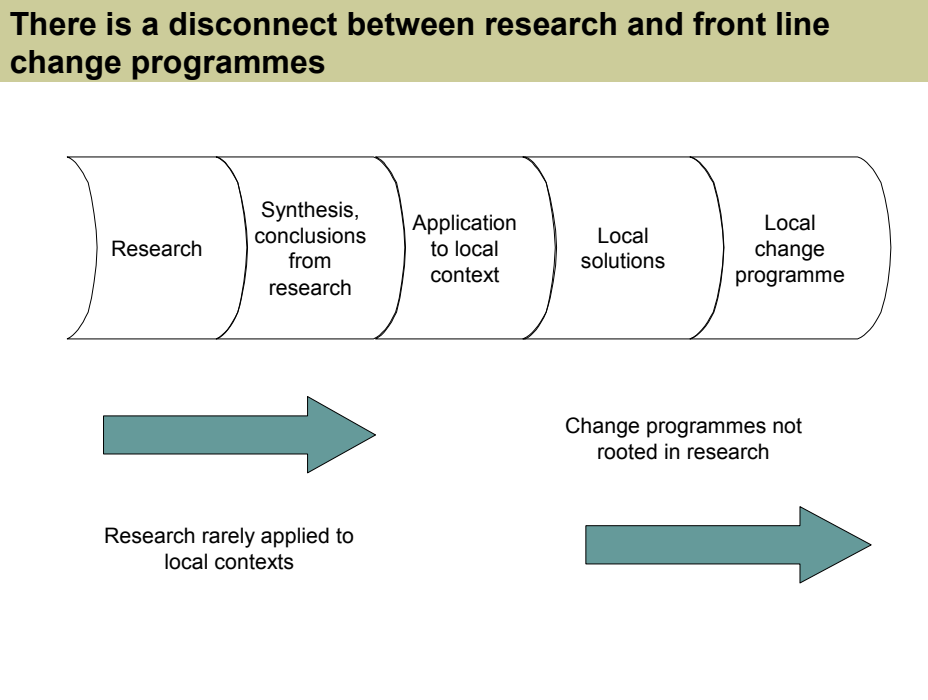 There is a disconnect between research and front line
change programmes
Research
Synthesis,
conclusions
from
research
Application
to local
context
Local
solutions
Local
change
programme
Change programmes not
rooted in research
Research rarely applied to
local contexts